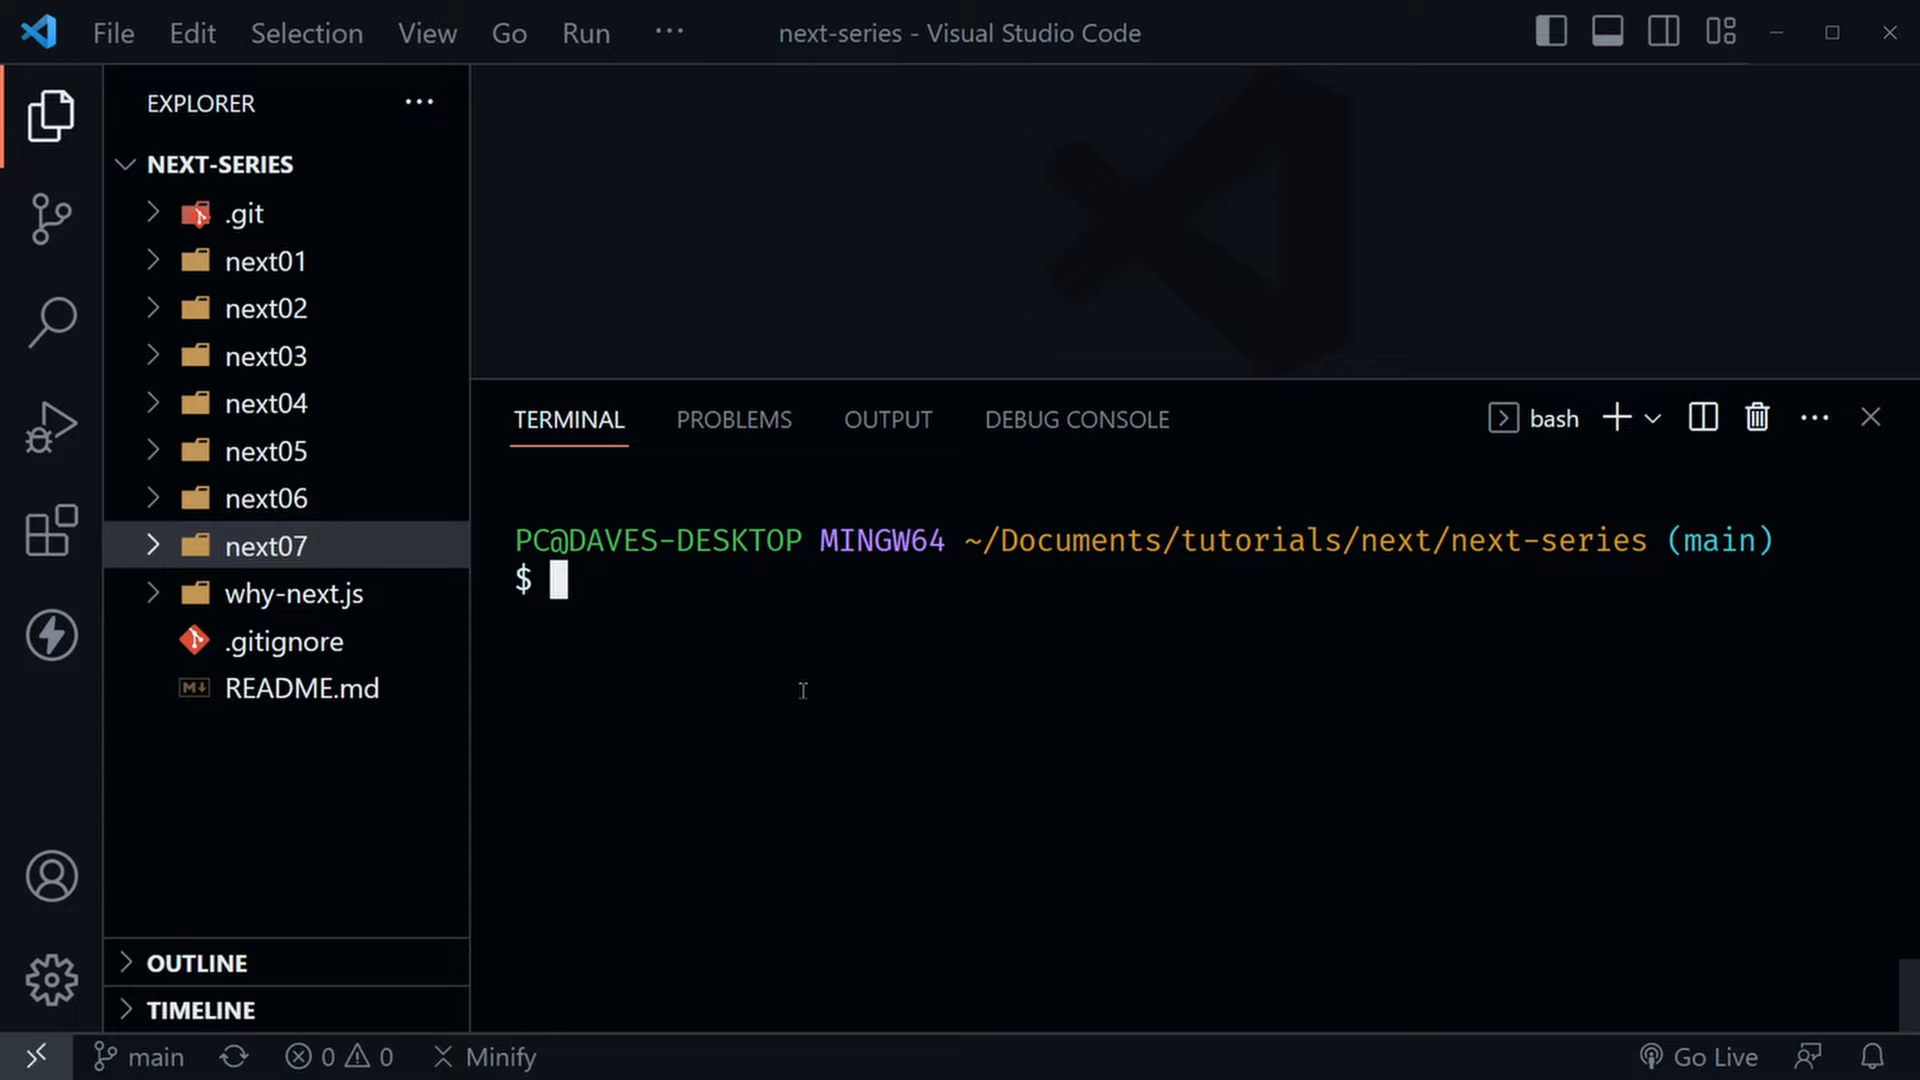 File Edit Selection View Go Run ··· next-series - Visual Studio Code
EXPLORER ···
NEXT-SERIES
.git
next01
next02
next03
next04
next05
next06
next07
why-next.js
.gitignore
M↓ README.md
OUTLINE
TIMELINE
TERMINAL PROBLEMS OUTPUT DEBUG CONSOLE bash
PC@DAVES-DESKTOP MINGW64 ~/Documents/tutorials/next/next-series (main)
$
main 0 0 Minify Go Live